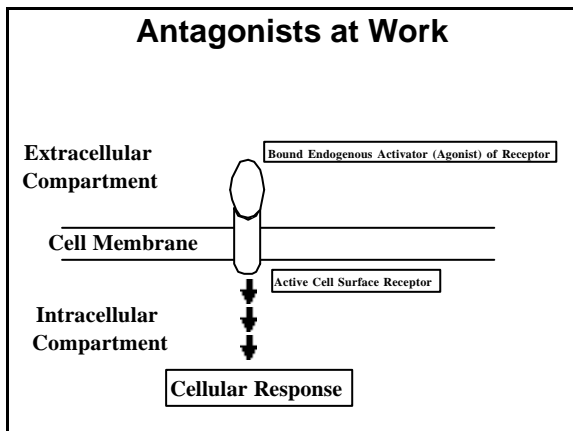 Antagonists at Work
Extracellular
Compartment
Bound Endogenous Activator (Agonist) of Receptor
Cell Membrane
Active Cell Surface Receptor
Intracellular
Compartment
Cellular Response